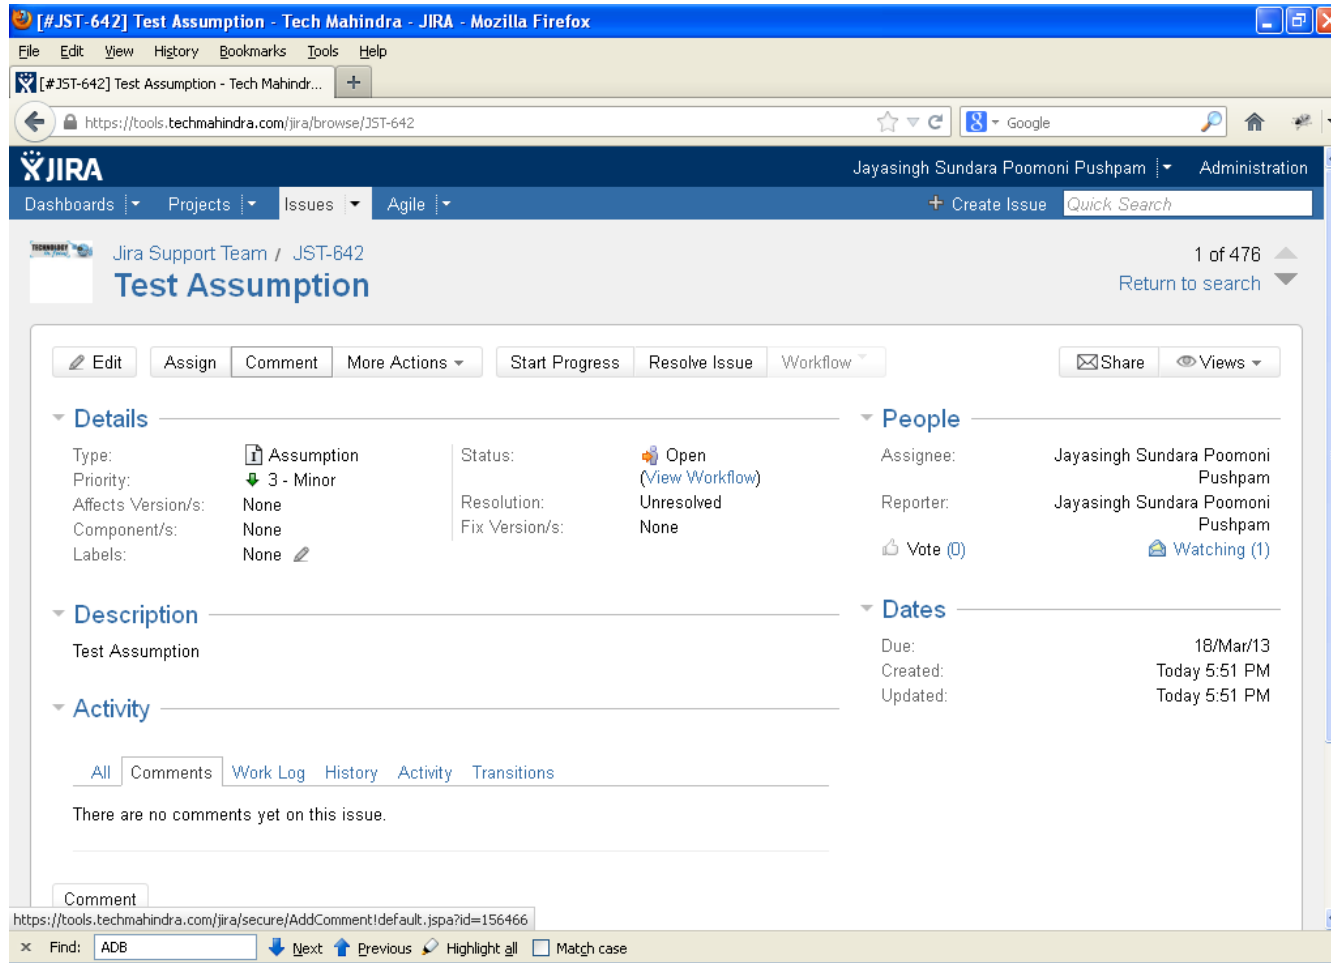 [#JST-642] Test Assumption - Tech Mahindra - JIRA - Mozilla Firefox
File Edit View History Bookmarks Tools Help
[#JST-642] Test Assumption - Tech Mahindr... +
https://tools.techmahindra.com/jira/browse/JST-642 8 Google
JIRA Jayasingh Sundara Poomoni Pushpam Administration
Dashboards Projects Issues Agile + Create Issue Quick Search
Jira Support Team / JST-642 1 of 476
Test Assumption Return to search
Edit Assign Comment More Actions Start Progress Resolve Issue Workflow Share Views
Details People
Type: Assumption Status: Open Assignee: Jayasingh Sundara Poomoni
Priority: 3 - Minor (View Workflow) Pushpam
Affects Version/s: None Resolution: Unresolved Reporter: Jayasingh Sundara Poomoni
Component/s: None Fix Version/s: None Pushpam
Labels: None Vote (0) Watching (1)
Description Dates
Test Assumption Due: 18/Mar/13
Created: Today 5:51 PM
Updated: Today 5:51 PM
Activity
All Comments Work Log History Activity Transitions
There are no comments yet on this issue.
Comment
https://tools.techmahindra.com/jira/secure/AddComment!default.jspa?id=156466
× Find: ADB Next Previous Highlight all Match case